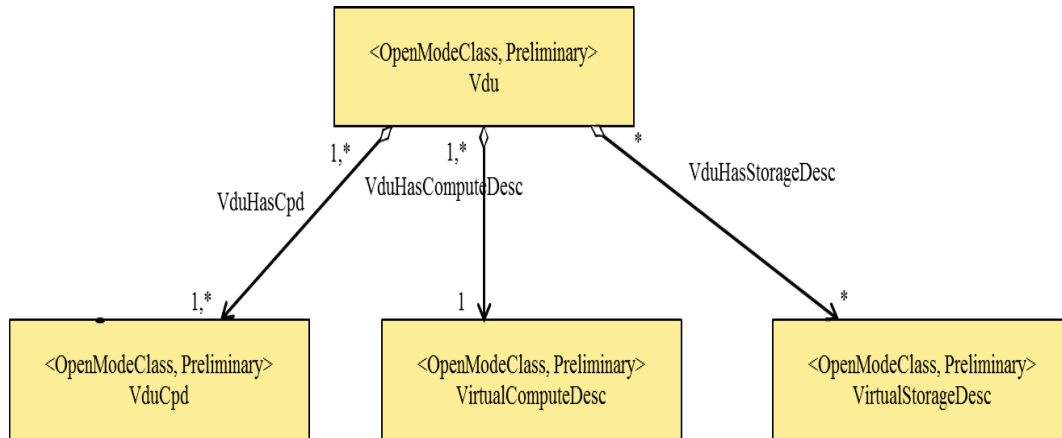 <OpenModeClass, Preliminary>
Vdu
1,*
1,*
*
VduHasCpd
VduHasComputeDesc
VduHasStorageDesc
1,*
1
*
<OpenModeClass, Preliminary>
VduCpd
<OpenModeClass, Preliminary>
VirtualComputeDesc
<OpenModeClass, Preliminary>
VirtualStorageDesc